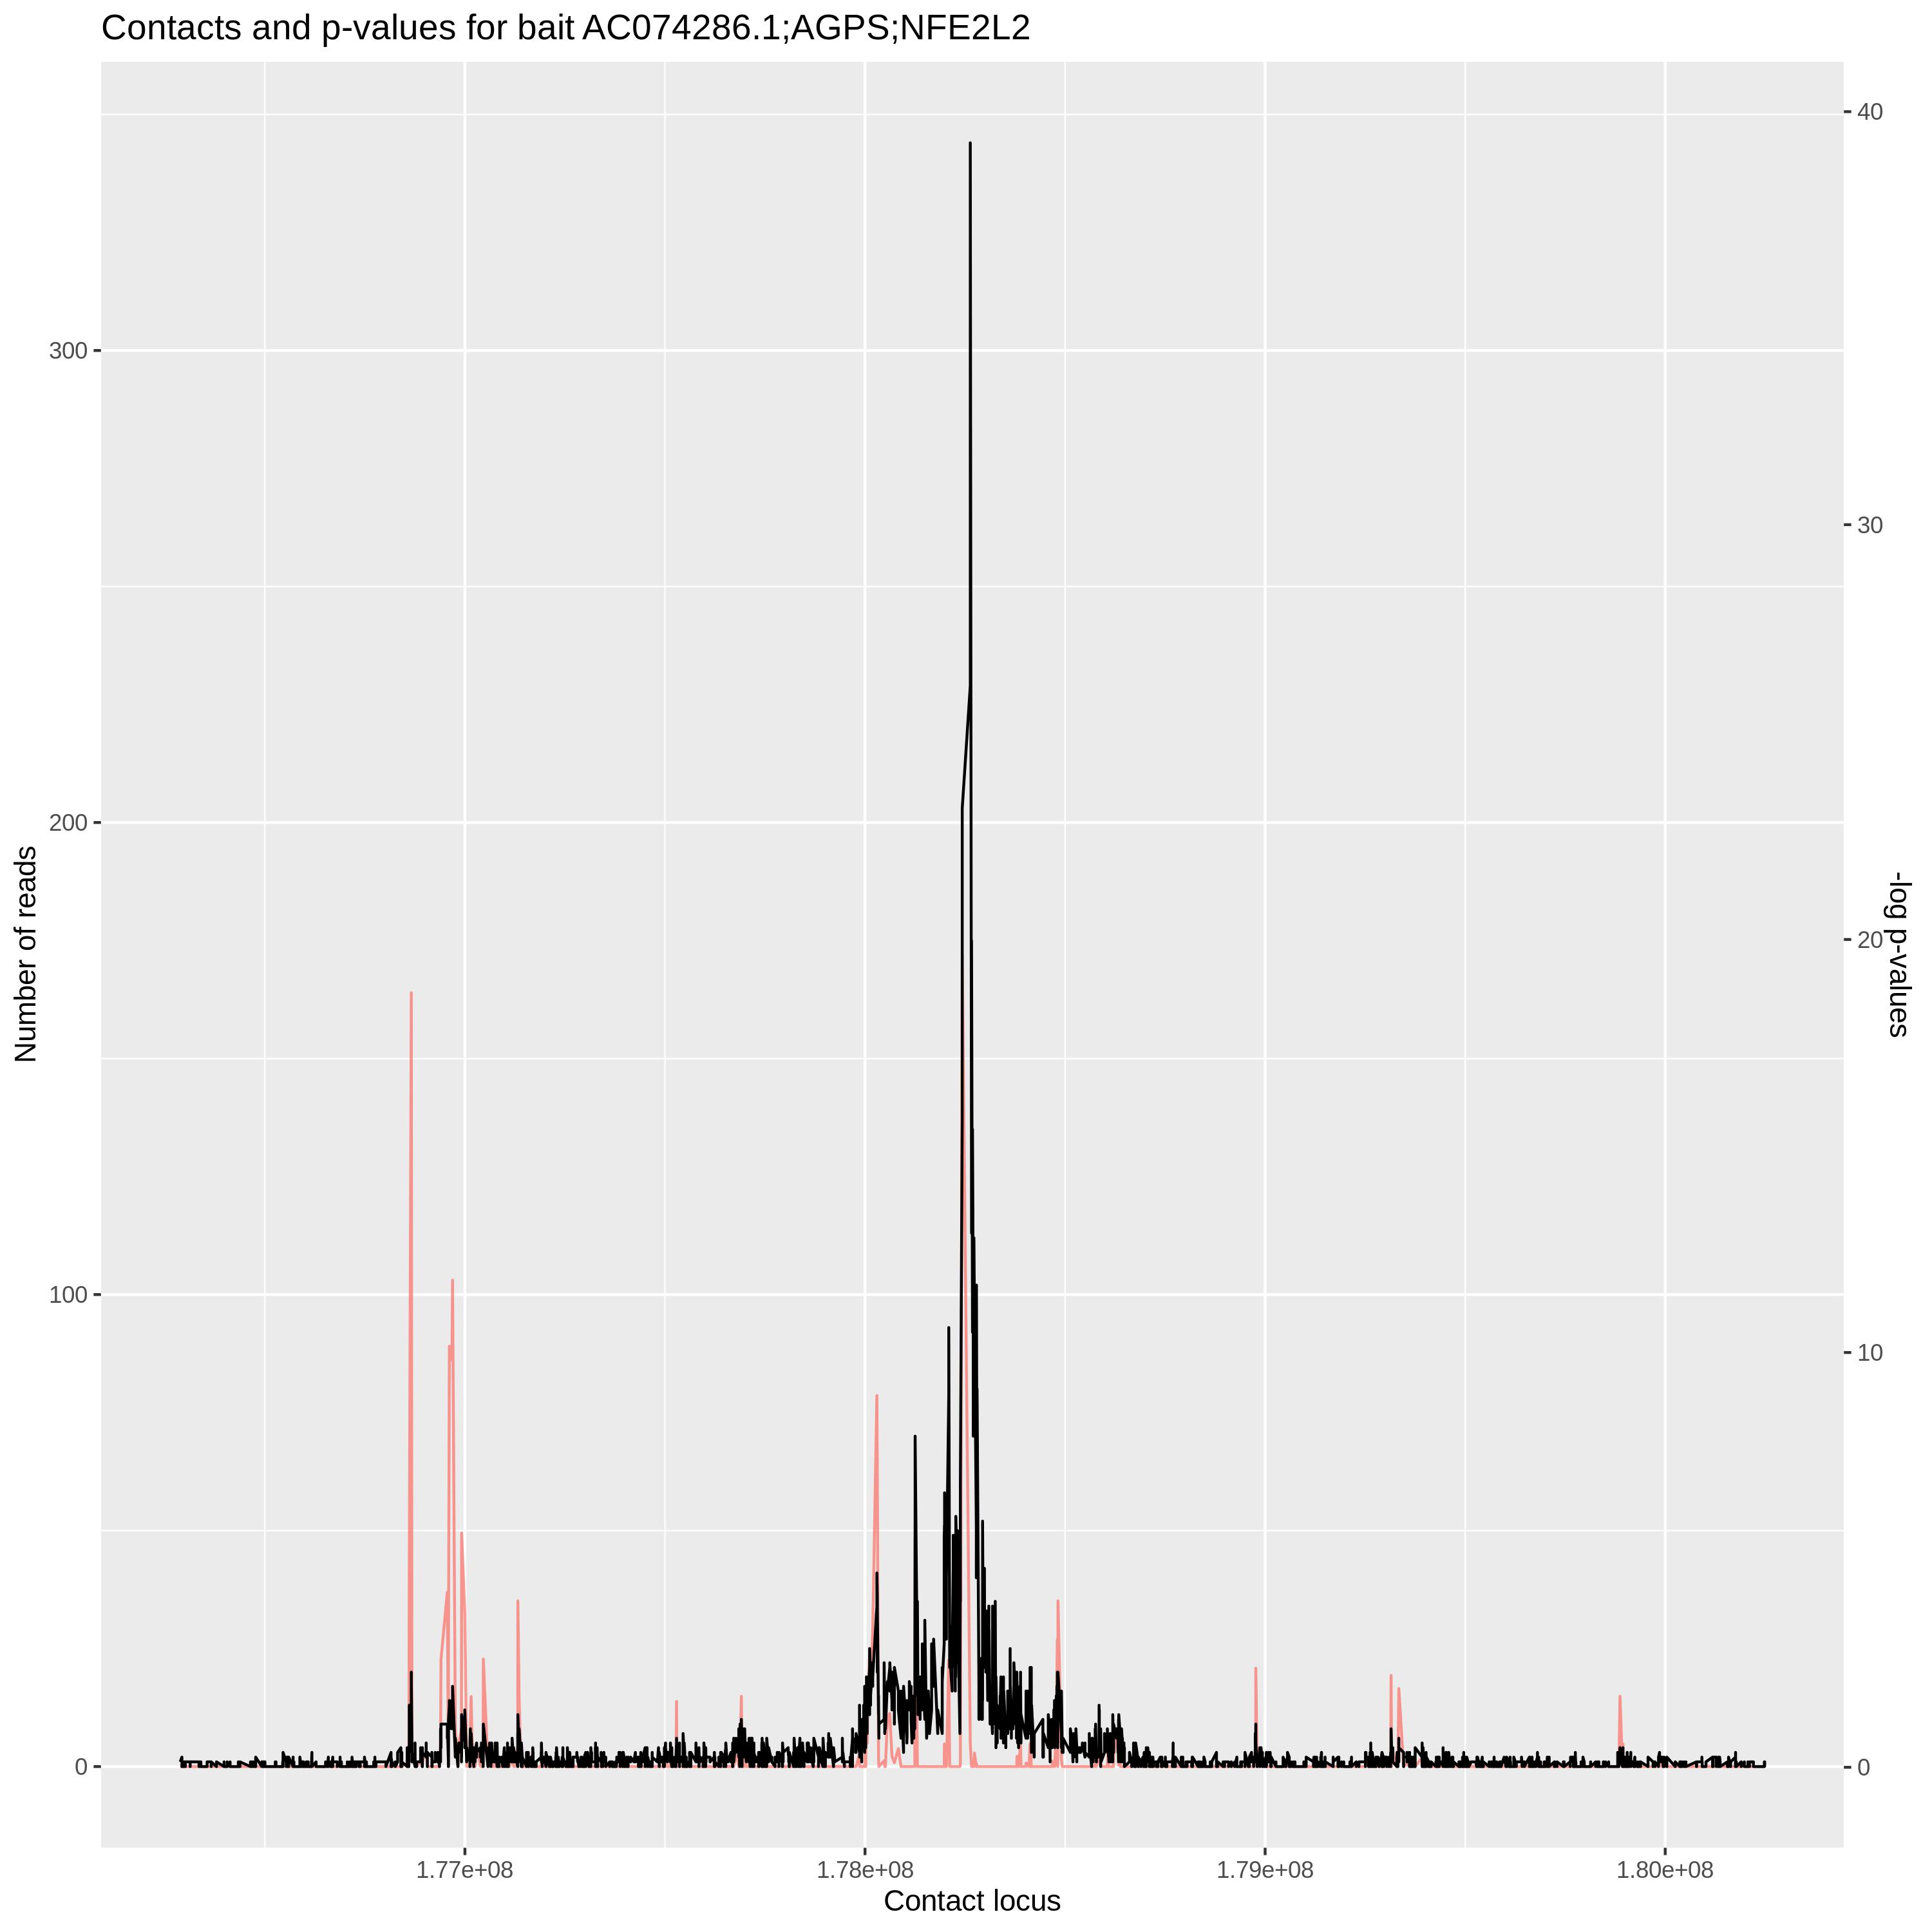 Contacts and p-values for bait AC074286.1;AGPS;NFE2L2
40
300
30
200
20
Number of reads
-log p-values
100
10
0
0
1.77e+08
1.78e+08
1.79e+08
1.80e+08
Contact locus